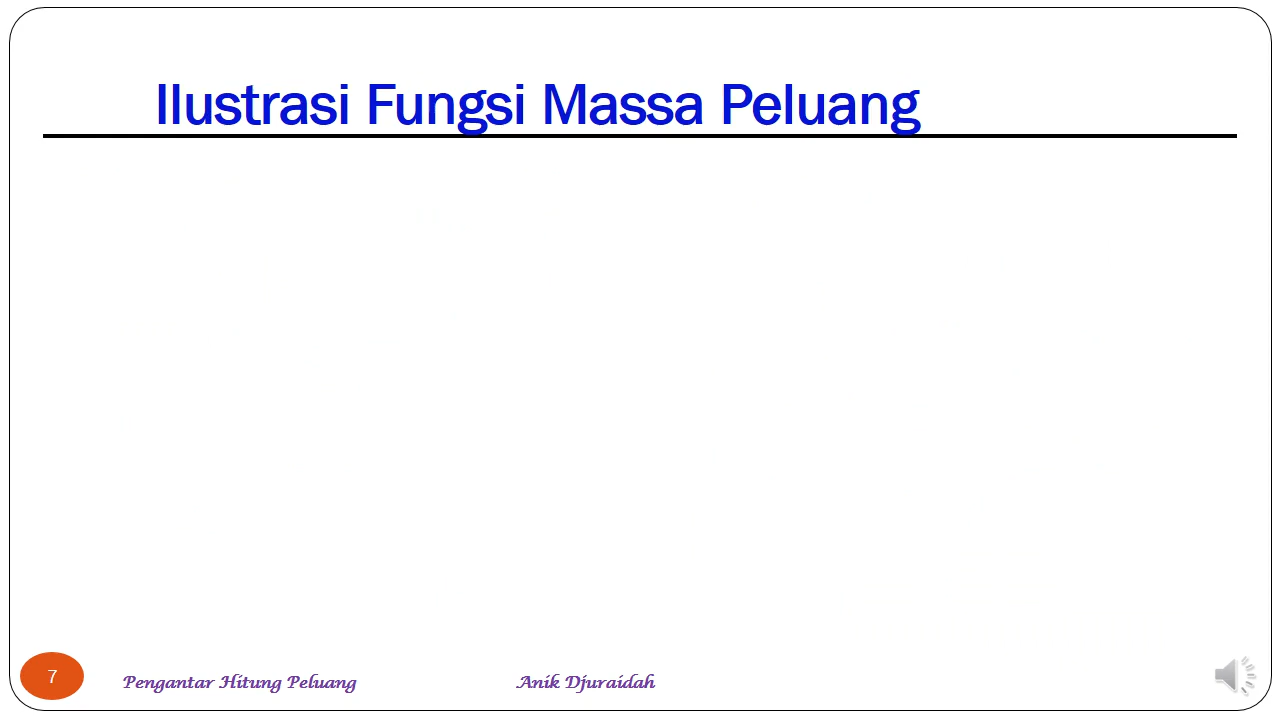 Ilustrasi Fungsi Massa Peluang
7
Pengantar Hitung Peluang
Anik Djuraidah